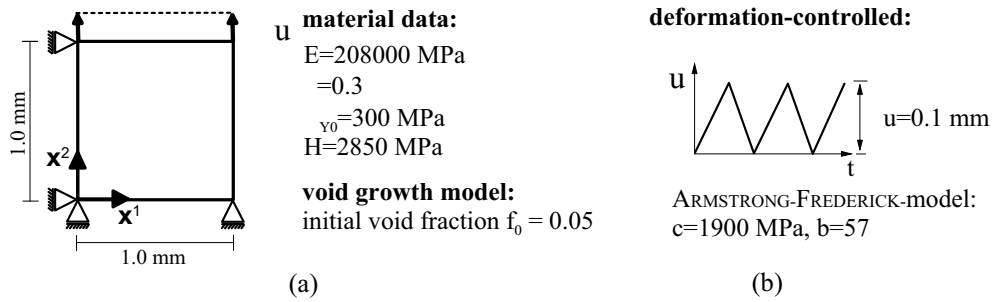 u
material data:
E=208000 MPa
=0.3
Y0=300 MPa
H=2850 MPa
void growth model:
initial void fraction f0 = 0.05
1.0 mm
x2
x1
1.0 mm
(a)
deformation-controlled:
u
t
u=0.1 mm
ARMSTRONG-FREDERICK-model:
c=1900 MPa, b=57
(b)